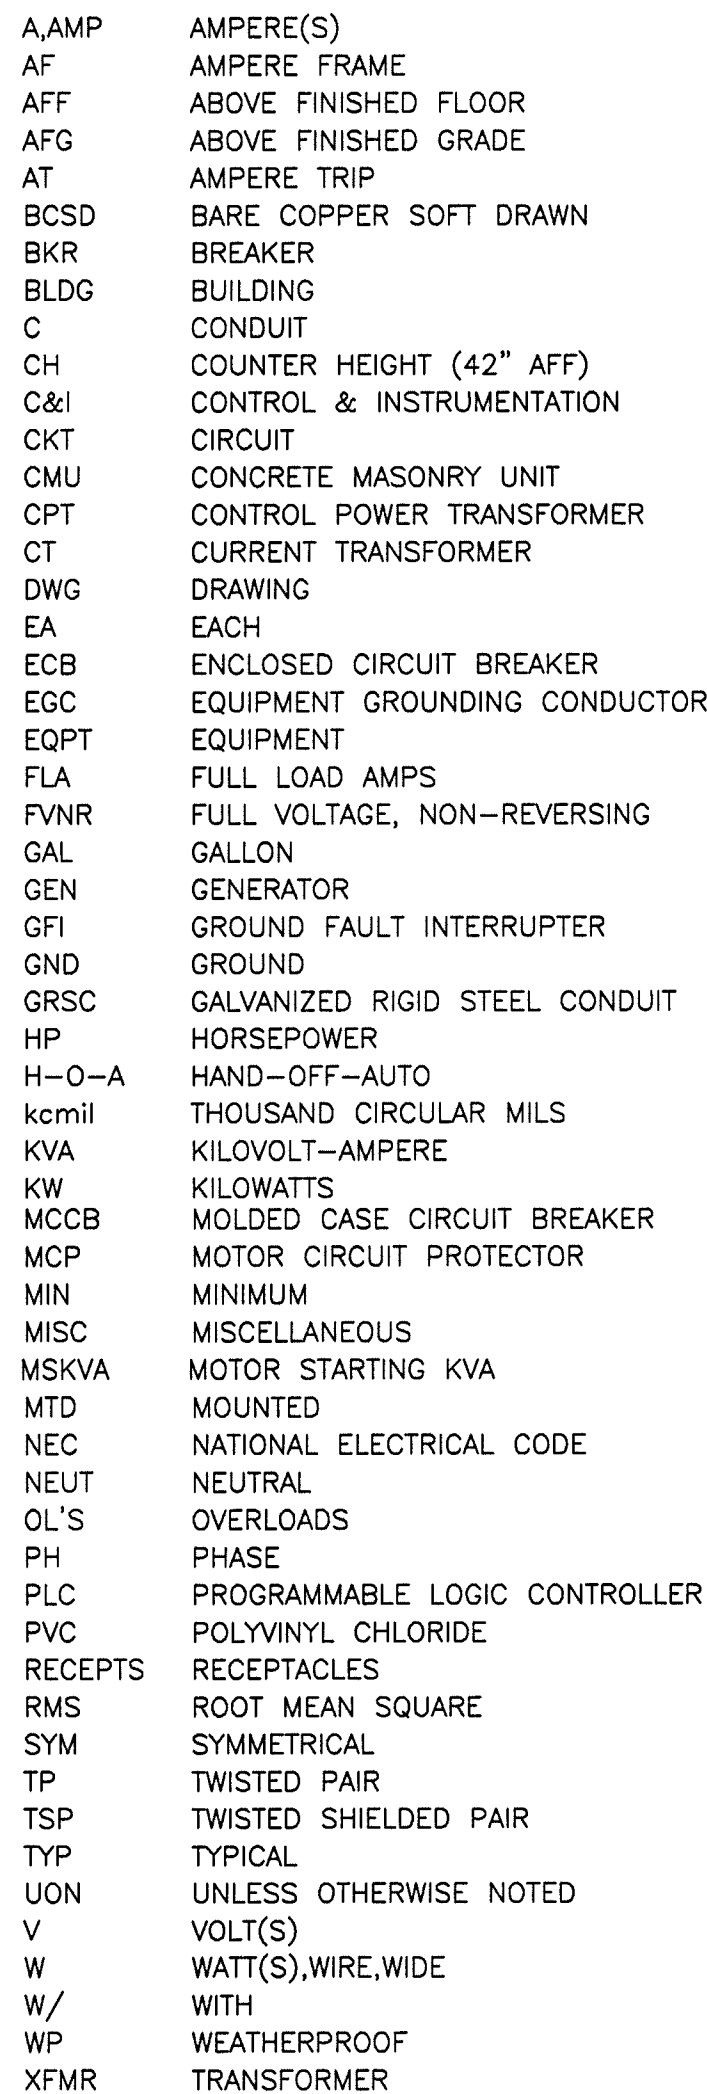 A,AMP AMPERE(S)
AF AMPERE FRAME
AFF ABOVE FINISHED FLOOR
AFG ABOVE FINISHED GRADE
AT AMPERE TRIP
BCSD BARE COPPER SOFT DRAWN
BKR BREAKER
BLDG BUILDING
C CONDUIT
CH COUNTER HEIGHT (42" AFF)
C&I CONTROL & INSTRUMENTATION
CKT CIRCUIT
CMU CONCRETE MASONRY UNIT
CPT CONTROL POWER TRANSFORMER
CT CURRENT TRANSFORMER
DWG DRAWING
EA EACH
ECB ENCLOSED CIRCUIT BREAKER
EGC EQUIPMENT GROUNDING CONDUCTOR
EQPT EQUIPMENT
FLA FULL LOAD AMPS
FVNR FULL VOLTAGE, NON-REVERSING
GAL GALLON
GEN GENERATOR
GFI GROUND FAULT INTERRUPTER
GND GROUND
GRSC GALVANIZED RIGID STEEL CONDUIT
HP HORSEPOWER
H-O-A HAND-OFF-AUTO
kcmil THOUSAND CIRCULAR MILS
KVA KILOVOLT-AMPERE
KW KILOWATTS
MCCB MOLDED CASE CIRCUIT BREAKER
MCP MOTOR CIRCUIT PROTECTOR
MIN MINIMUM
MISC MISCELLANEOUS
MSKVA MOTOR STARTING KVA
MTD MOUNTED
NEC NATIONAL ELECTRICAL CODE
NEUT NEUTRAL
OL'S OVERLOADS
PH PHASE
PLC PROGRAMMABLE LOGIC CONTROLLER
PVC POLYVINYL CHLORIDE
RECEPTS RECEPTACLES
RMS ROOT MEAN SQUARE
SYM SYMMETRICAL
TP TWISTED PAIR
TSP TWISTED SHIELDED PAIR
TYP TYPICAL
UON UNLESS OTHERWISE NOTED
V VOLT(S)
W WATT(S),WIRE,WIDE
W/ WITH
WP WEATHERPROOF
XFMR TRANSFORMER